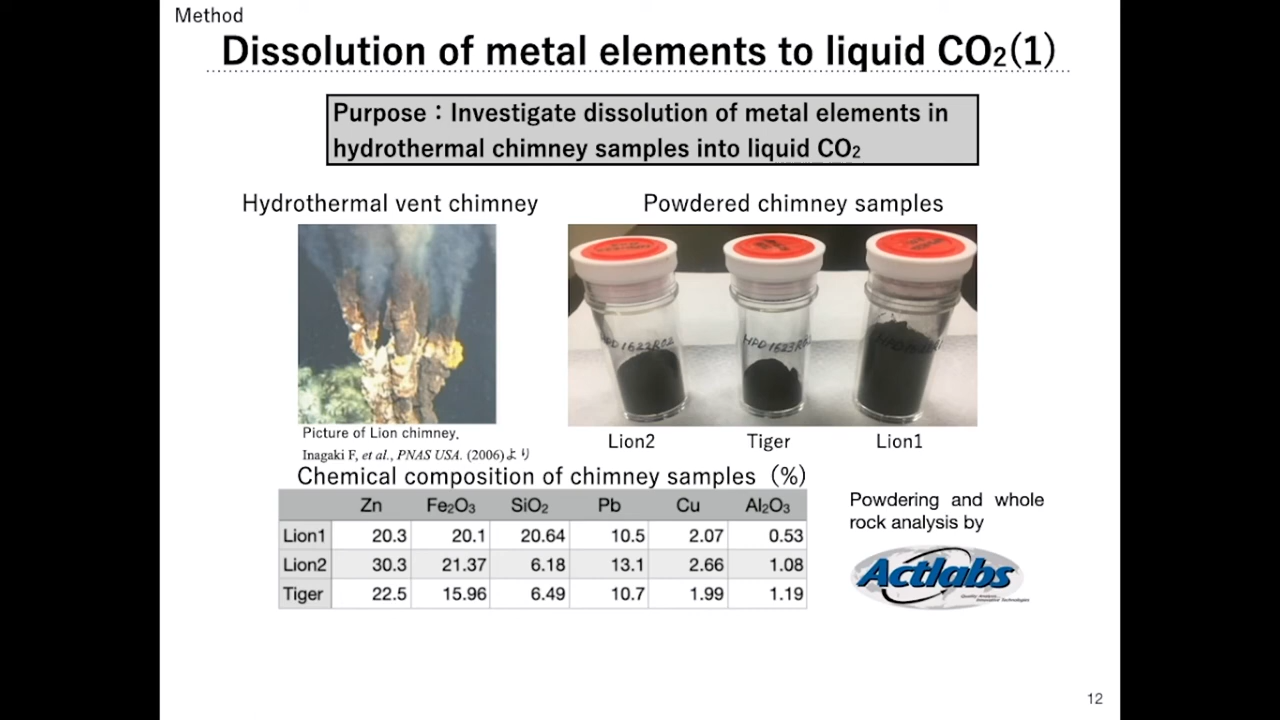 Method
Dissolution of metal elements to liquid CO₂(1)
Purpose：Investigate dissolution of metal elements in
hydrothermal chimney samples into liquid CO₂
Hydrothermal vent chimney
Powdered chimney samples
HPD1623R
Lion2 Tiger Lion1
Picture of Lion chimney,
Inagaki F, et al., PNAS USA. (2006)より
Chemical composition of chimney samples (%)
Zn Fe₂O₃ SiO₂ Pb Cu Al₂O₃
Lion1 20.3 20.1 20.64 10.5 2.07 0.53
Lion2 30.3 21.37 6.18 13.1 2.66 1.08
Tiger 22.5 15.96 6.49 10.7 1.99 1.19
Powdering and whole
rock analysis by
Actlabs
12